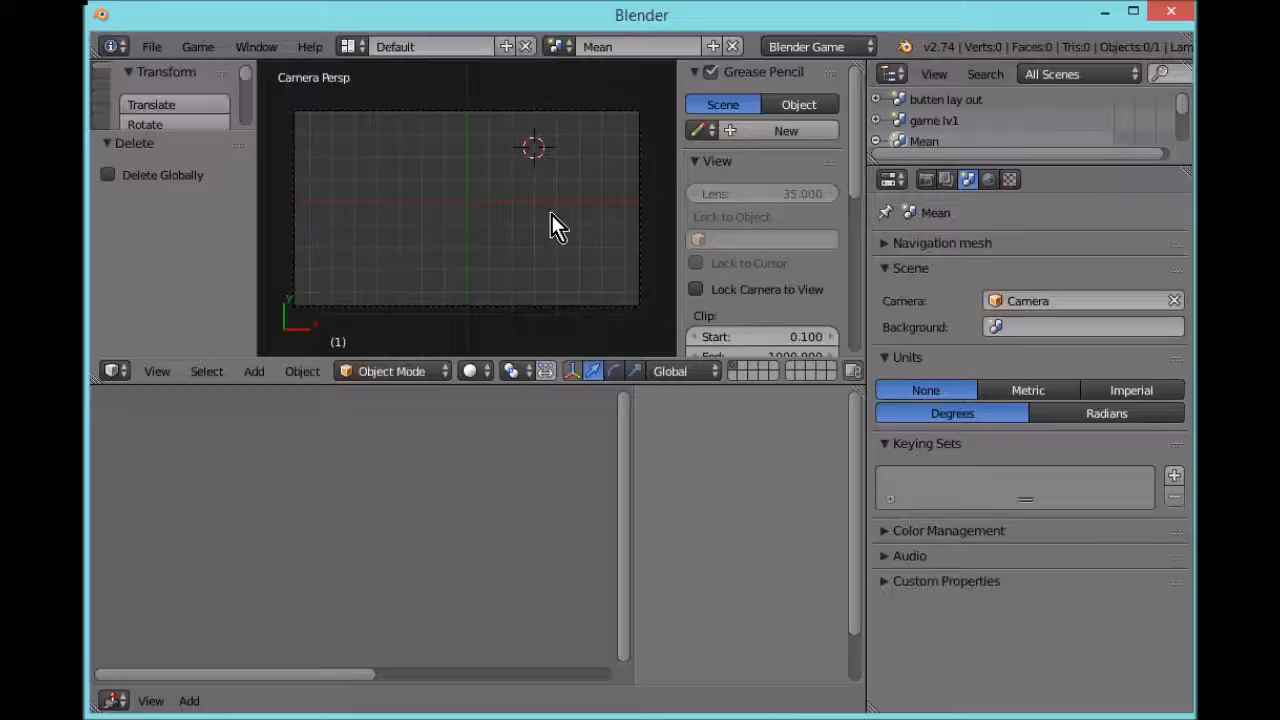 Blender
File Game Window Help Default Mean Blender Game v2.74 | Verts:0 | Faces:0 | Tris:0 | Objects:0/1 | Lam
Transform
Translate
Rotate
Delete
Delete Globally
Camera Persp
y
x
(1)
Grease Pencil
Scene Object
New
View
Lens: 35.000
Lock to Object:
Lock to Cursor
Lock Camera to View
Clip:
Start: 0.100
End: 1000.000
View Search All Scenes
butten lay out
game lv1
Mean
Mean
Navigation mesh
Scene
Camera: Camera
Background:
Units
None Metric Imperial
Degrees Radians
Keying Sets
Color Management
Audio
Custom Properties
View Select Add Object Object Mode Global
View Add